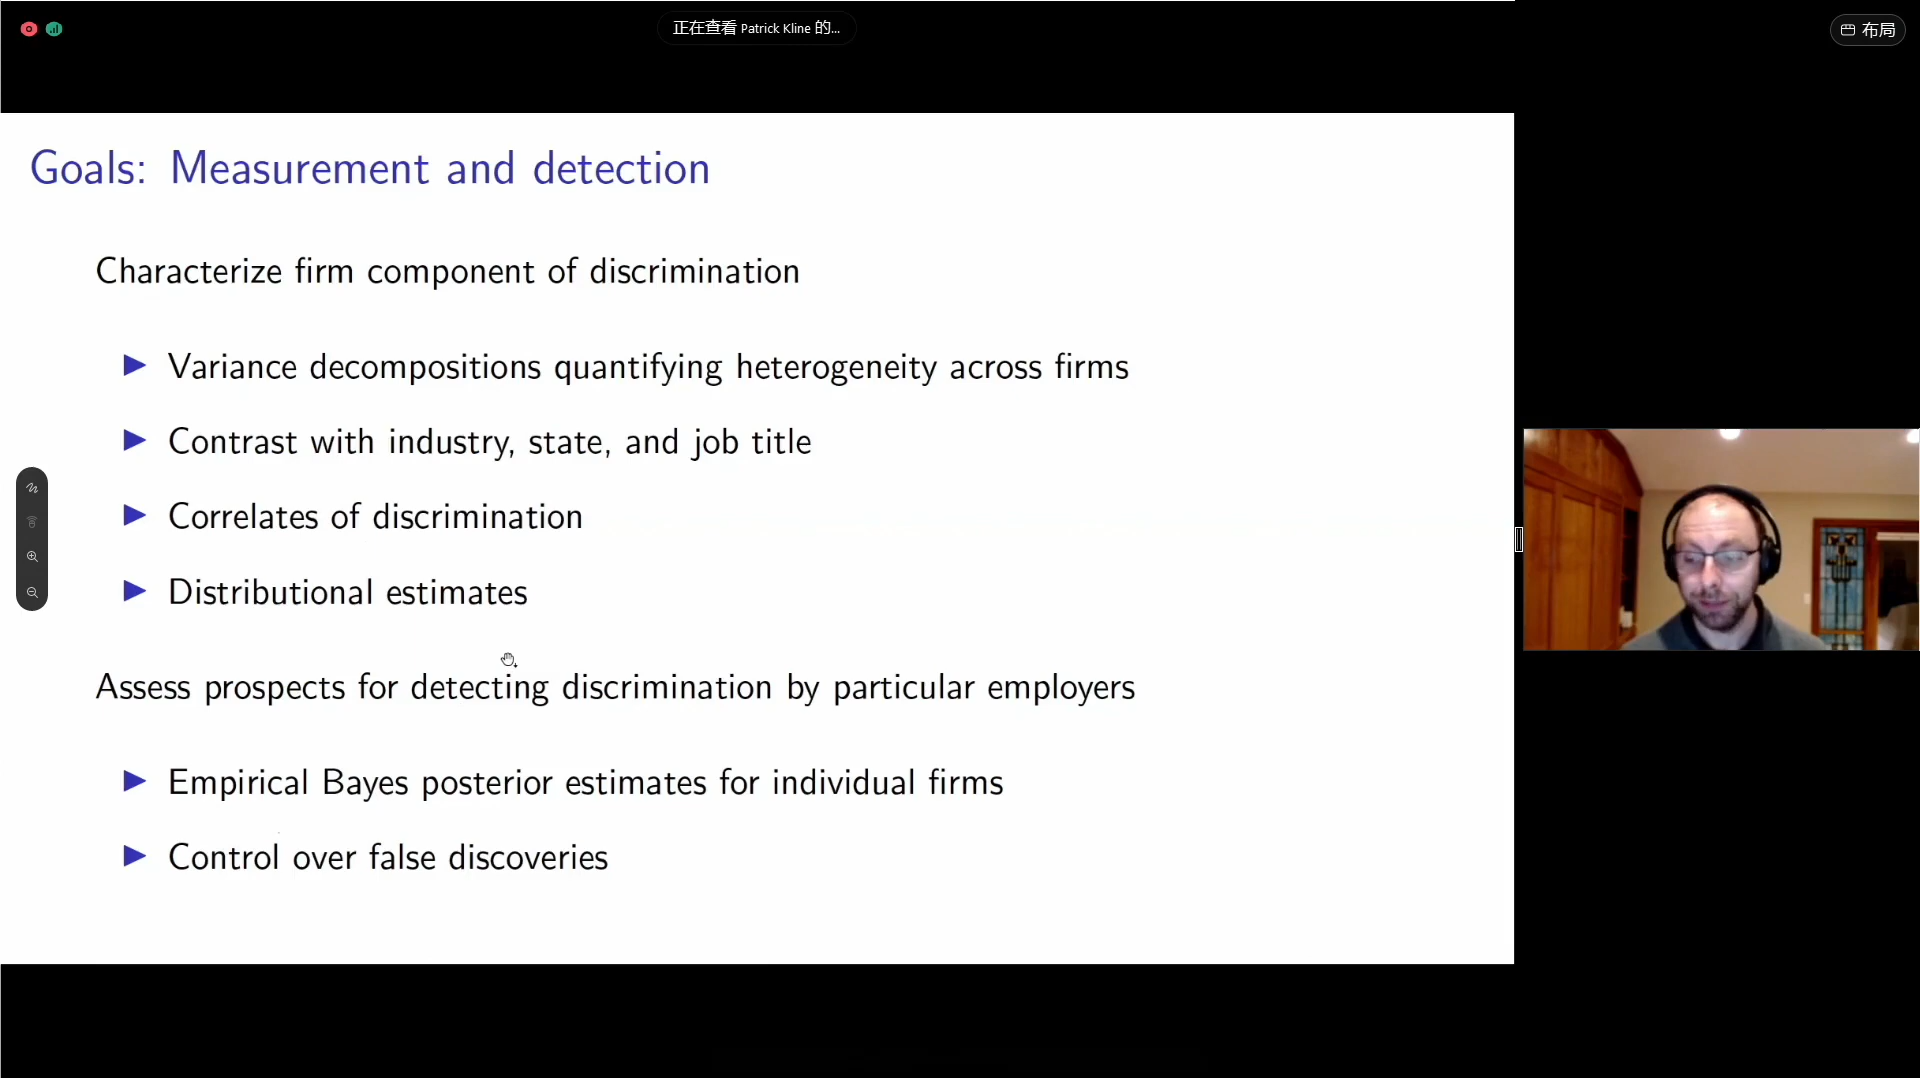 正在查看 Patrick Kline 的...
布局
Goals: Measurement and detection
Characterize firm component of discrimination
Variance decompositions quantifying heterogeneity across firms
Contrast with industry, state, and job title
Correlates of discrimination
Distributional estimates
Assess prospects for detecting discrimination by particular employers
Empirical Bayes posterior estimates for individual firms
Control over false discoveries